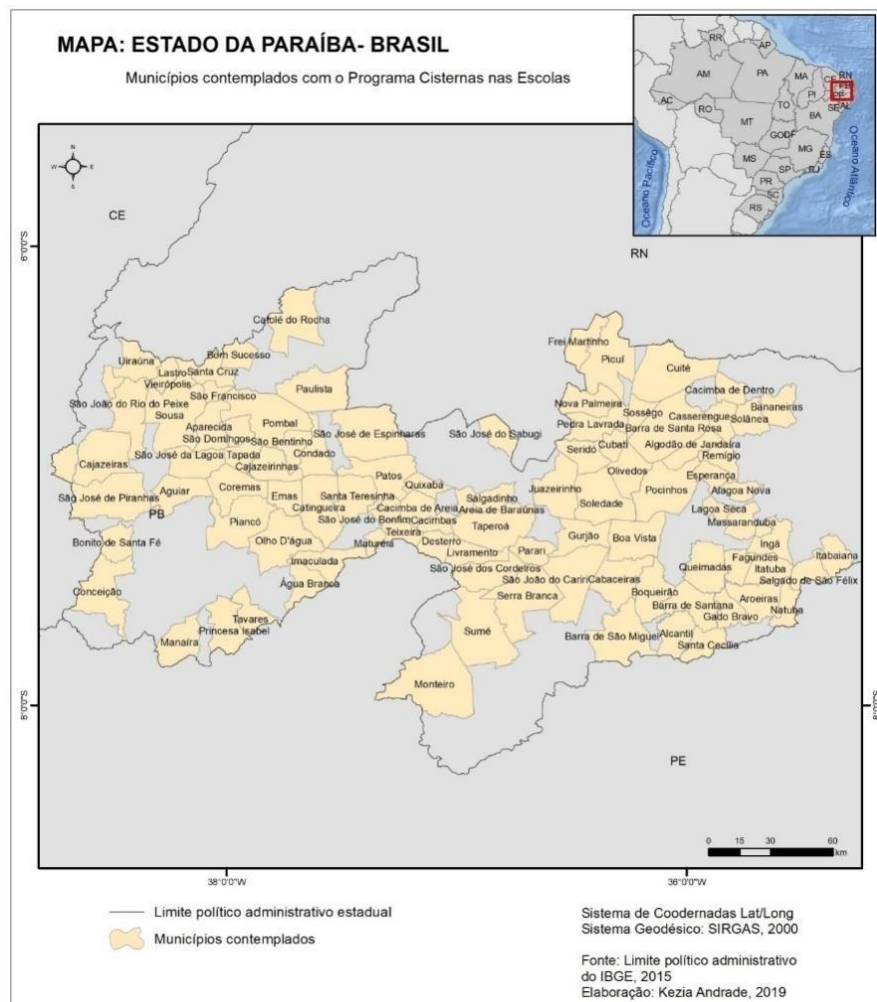 MAPA: ESTADO DA PARAÍBA- BRASIL
Municípios contemplados com o Programa Cisternas nas Escolas
RR
AP
AM
PA
MA
CE
RN
PI
AC
RO
TO
SE
AL
BA
MT
GO
DF
MG
MS
ES
SP
RJ
PR
SC
RS
Oceano Pacífico
Oceano Atlântico
N
W
E
S
CE
RN
6°0'0"S
6°0'0"S
Catolé do Rocha
Uiraúna
Bom Sucesso
Lastro
Santa Cruz
Vieirópolis
Paulista
São Francisco
São João do Rio do Peixe
Sousa
Aparecida
Pombal
São Domingos
São Bentinho
São José de Espinharas
São José do Sabugi
São José da Lagoa Tapada
Condado
Cajazeiras
Cajazeirinhas
Patos
São José de Piranhas
Aguiar
Coremas
Emas
Santa Teresinha
Quixabá
Salgadinho
PB
Catingueira
Cacimba de Areia
Areia de Baraúnas
Piancó
São José do Bonfim
Cacimbas
Taperoá
Bonito de Santa Fé
Olho D'água
Teixeira
Maturéia
Desterro
Imaculada
Livramento
Parari
Água Branca
São José dos Cordeiros
Conceição
Tavares
Princesa Isabel
Manaíra
Serra Branca
Sumé
Monteiro
Frei Martinho
Picuí
Cuité
Cacimba de Dentro
Nova Palmeira
Sossêgo
Casserengue
Bananeiras
Solânea
Pedra Lavrada
Barra de Santa Rosa
Seridó
Cubati
Algodão de Jandaíra
Remígio
Olivedos
Esperança
Juazeirinho
Pocinhos
Alagoa Nova
Soledade
Lagoa Seca
Massaranduba
Gurjão
Boa Vista
Ingá
Itabaiana
Fagundes
Queimadas
Itatuba
Salgado de São Félix
São João do Cariri
Cabaceiras
Boqueirão
Aroeiras
Barra de Santana
Natuba
Gado Bravo
Barra de São Miguel
Alcantil
Santa Cecília
8°0'0"S
8°0'0"S
PE
0 15 30 60
km
38°0'0"W
36°0'0"W
Limite político administrativo estadual
Municípios contemplados
Sistema de Coodernadas Lat/Long
Sistema Geodésico: SIRGAS, 2000
Fonte: Limite político administrativo
do IBGE, 2015
Elaboração: Kezia Andrade, 2019